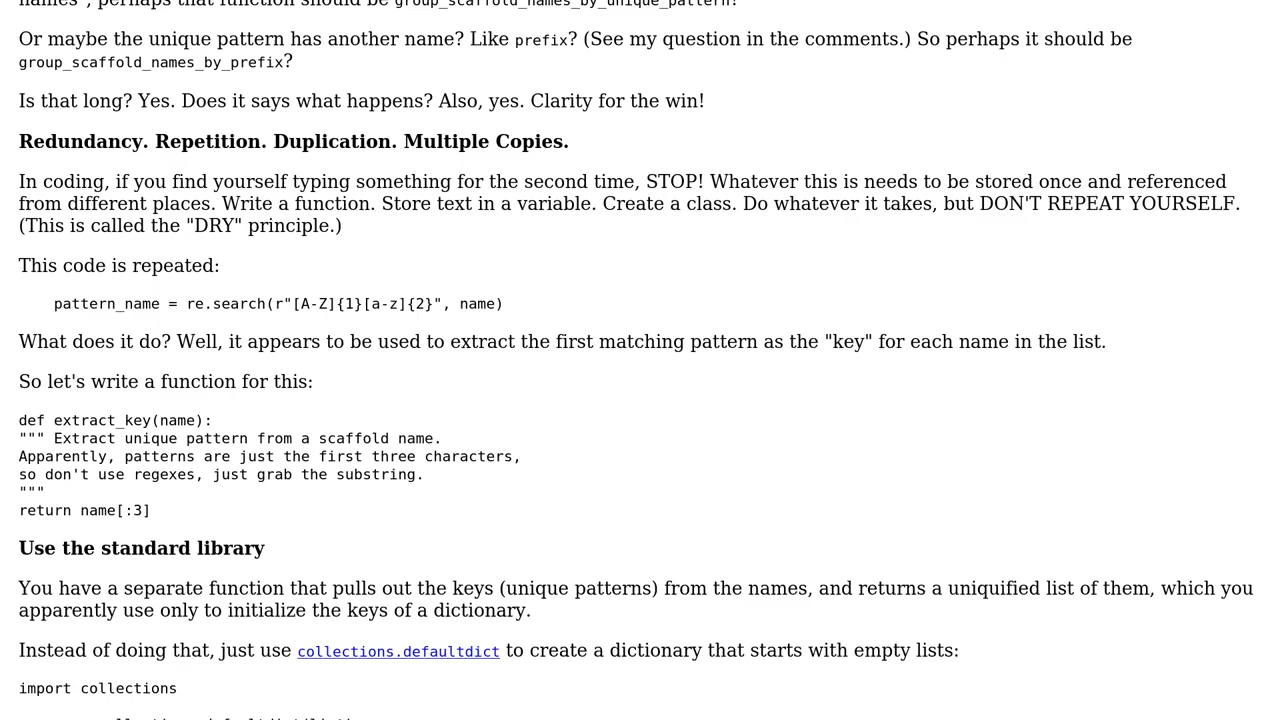 names", perhaps that function should be group_scaffold_names_by_unique_pattern?
Or maybe the unique pattern has another name? Like prefix? (See my question in the comments.) So perhaps it should be
group_scaffold_names_by_prefix?
Is that long? Yes. Does it says what happens? Also, yes. Clarity for the win!
Redundancy. Repetition. Duplication. Multiple Copies.
In coding, if you find yourself typing something for the second time, STOP! Whatever this is needs to be stored once and referenced
from different places. Write a function. Store text in a variable. Create a class. Do whatever it takes, but DON'T REPEAT YOURSELF.
(This is called the "DRY" principle.)
This code is repeated:
pattern_name = re.search(r"[A-Z]{1}[a-z]{2}", name)
What does it do? Well, it appears to be used to extract the first matching pattern as the "key" for each name in the list.
So let's write a function for this:
def extract_key(name):
""" Extract unique pattern from a scaffold name.
Apparently, patterns are just the first three characters,
so don't use regexes, just grab the substring.
"""
return name[:3]
Use the standard library
You have a separate function that pulls out the keys (unique patterns) from the names, and returns a uniquified list of them, which you
apparently use only to initialize the keys of a dictionary.
Instead of doing that, just use collections.defaultdict to create a dictionary that starts with empty lists:
import collections